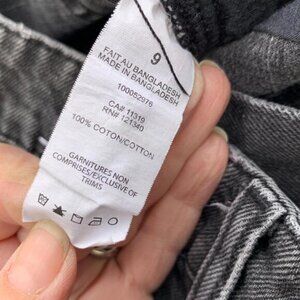 9
FAIT AU BANGLADESH
MADE IN BANGLADESH
100052976
CA# 11319
RN# 121340
100% COTON/COTTON
GARNITURES NON
COMPRISES/EXCLUSIVE OF
TRIMS